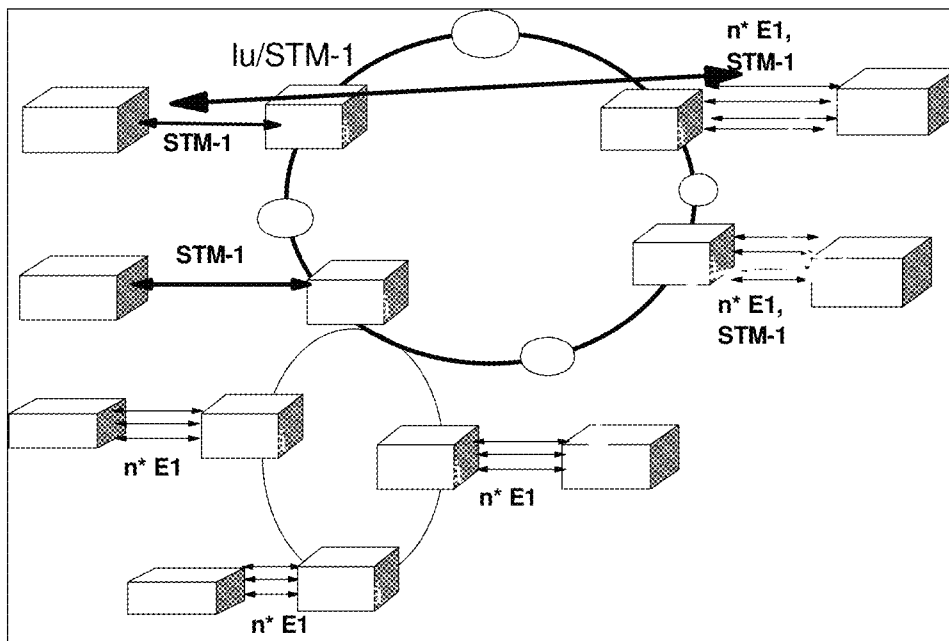 n* E1,
STM-1
Iu/STM-1
STM-1
STM-1
n* E1,
STM-1
n* E1
n* E1
n* E1